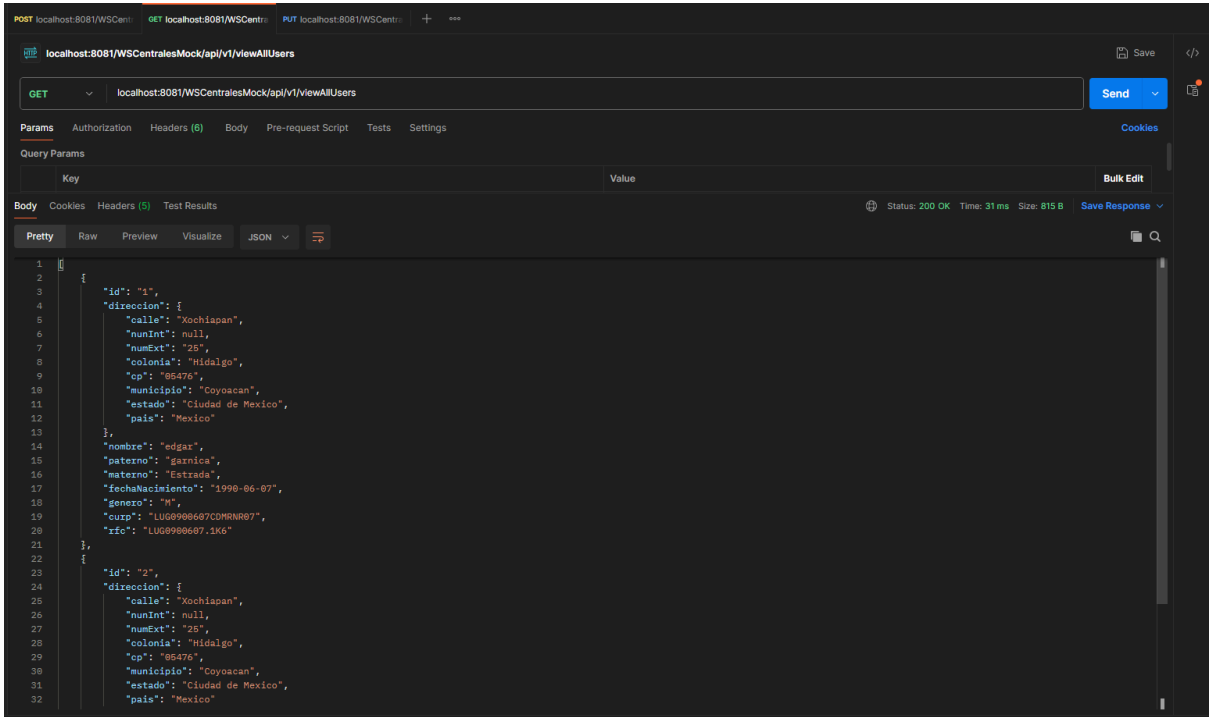 POST localhost:8081/WSCentr
GET localhost:8081/WSCentra
PUT localhost:8081/WSCentra
HTTP localhost:8081/WSCentralesMock/api/v1/viewAllUsers
Save
GET localhost:8081/WSCentralesMock/api/v1/viewAllUsers
Send
Params Authorization Headers (6) Body Pre-request Script Tests Settings
Cookies
Query Params
Key Value Bulk Edit
Body Cookies Headers (5) Test Results
Status: 200 OK Time: 31 ms Size: 815 B Save Response
Pretty Raw Preview Visualize JSON
1 [
2 {
3 "id": "1",
4 "direccion": {
5 "calle": "Xochiapan",
6 "nunInt": null,
7 "numExt": "25",
8 "colonia": "Hidalgo",
9 "cp": "05476",
10 "municipio": "Coyoacan",
11 "estado": "Ciudad de Mexico",
12 "pais": "Mexico"
13 },
14 "nombre": "edgar",
15 "paterno": "garnica",
16 "materno": "Estrada",
17 "fechaNacimiento": "1990-06-07",
18 "genero": "M",
19 "curp": "LUG0900607CDMRNR07",
20 "rfc": "LUG0900607.1K6"
21 },
22 {
23 "id": "2",
24 "direccion": {
25 "calle": "Xochiapan",
26 "nunInt": null,
27 "numExt": "25",
28 "colonia": "Hidalgo",
29 "cp": "05476",
30 "municipio": "Coyoacan",
31 "estado": "Ciudad de Mexico",
32 "pais": "Mexico"